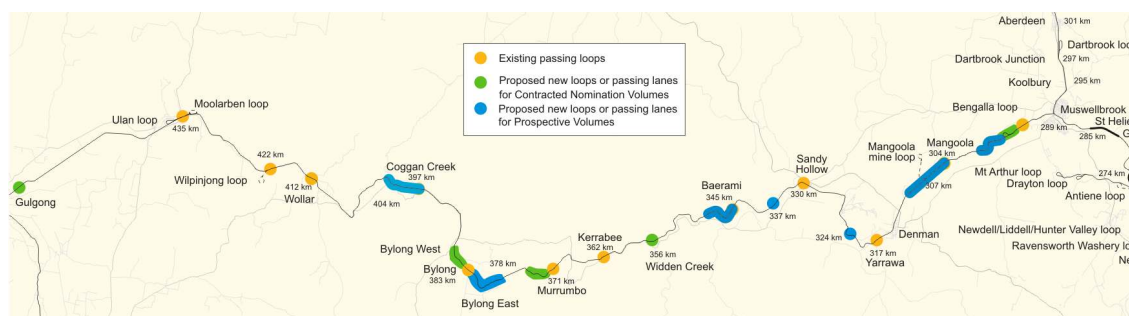 Existing passing loops
Proposed new loops or passing lanes
for Contracted Nomination Volumes
Proposed new loops or passing lanes
for Prospective Volumes
Gulgong
Ulan loop
Moolarben loop
435 km
422 km
Wilpinjong loop
412 km
Wollar
Coggan Creek
397 km
404 km
Bylong West
Bylong
383 km
378 km
Bylong East
371 km
Murrumbo
Kerrabee
362 km
356 km
Widden Creek
Baerami
345 km
337 km
Sandy
Hollow
330 km
324 km
317 km
Yarrawa
Denman
Mangoola
mine loop
Mangoola
304 km
307 km
Bengalla loop
Aberdeen
301 km
Dartbrook loo
Dartbrook Junction
297 km
Koolbury
295 km
Muswellbrook
289 km
St Helie
285 km
G
Mt Arthur loop
Drayton loop
274 km
Antiene loop
Newdell/Liddell/Hunter Valley loop
Ravensworth Washery lo
Ne